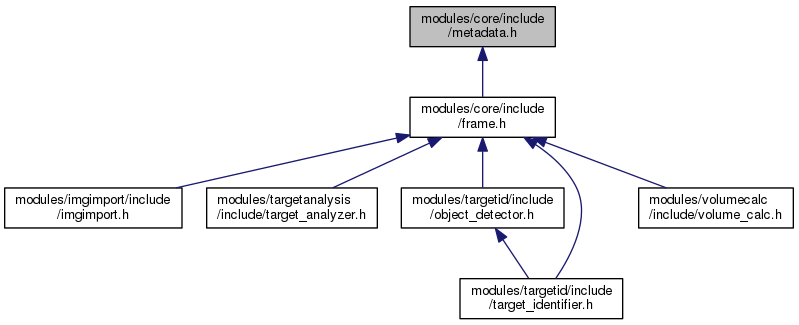 modules/core/include
/metadata.h
modules/core/include
/frame.h
modules/imgimport/include
/imgimport.h
modules/targetanalysis
/include/target_analyzer.h
modules/targetid/include
/object_detector.h
modules/volumecalc
/include/volume_calc.h
modules/targetid/include
/target_identifier.h